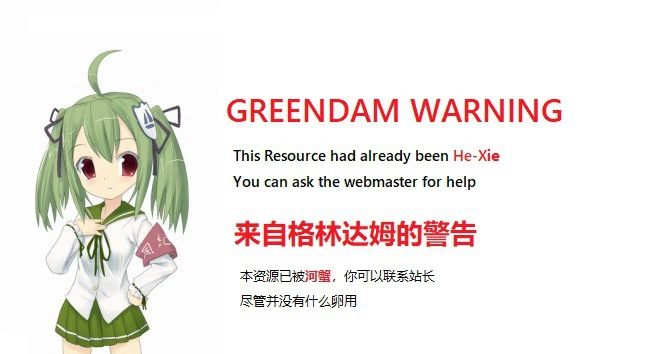 GREENDAM WARNING
This Resource had already been He-Xie
You can ask the webmaster for help
来自格林达姆的警告
本资源已被河蟹，你可以联系站长
尽管并没有什么卵用